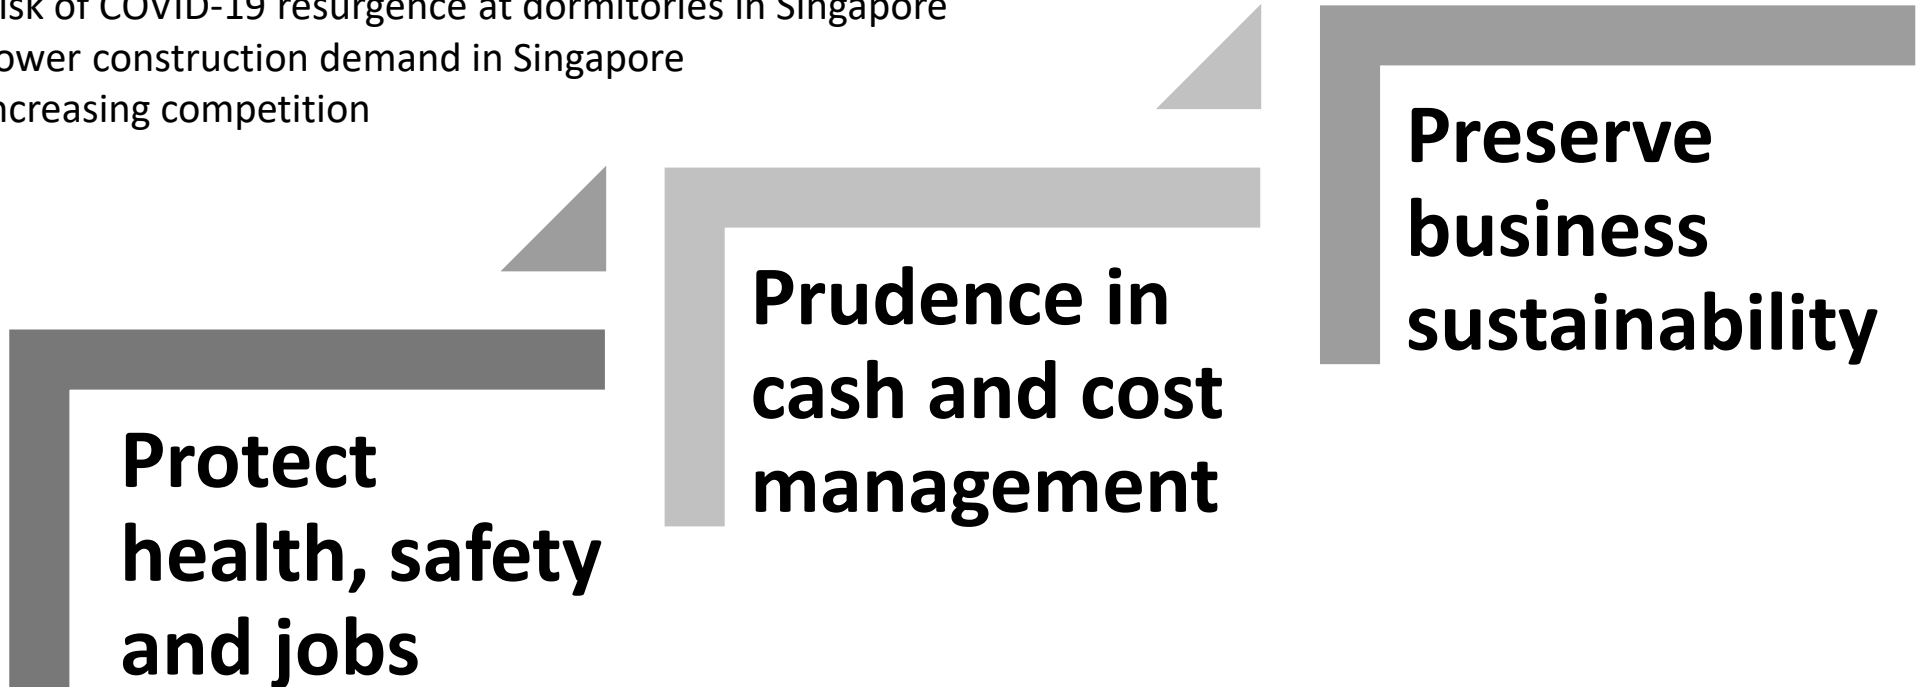 isk of COVID-19 resurgence at dormitories in Singapore
ower construction demand in Singapore
ncreasing competition
Preserve
business
sustainability
Prudence in
cash and cost
management
Protect
health, safety
and jobs